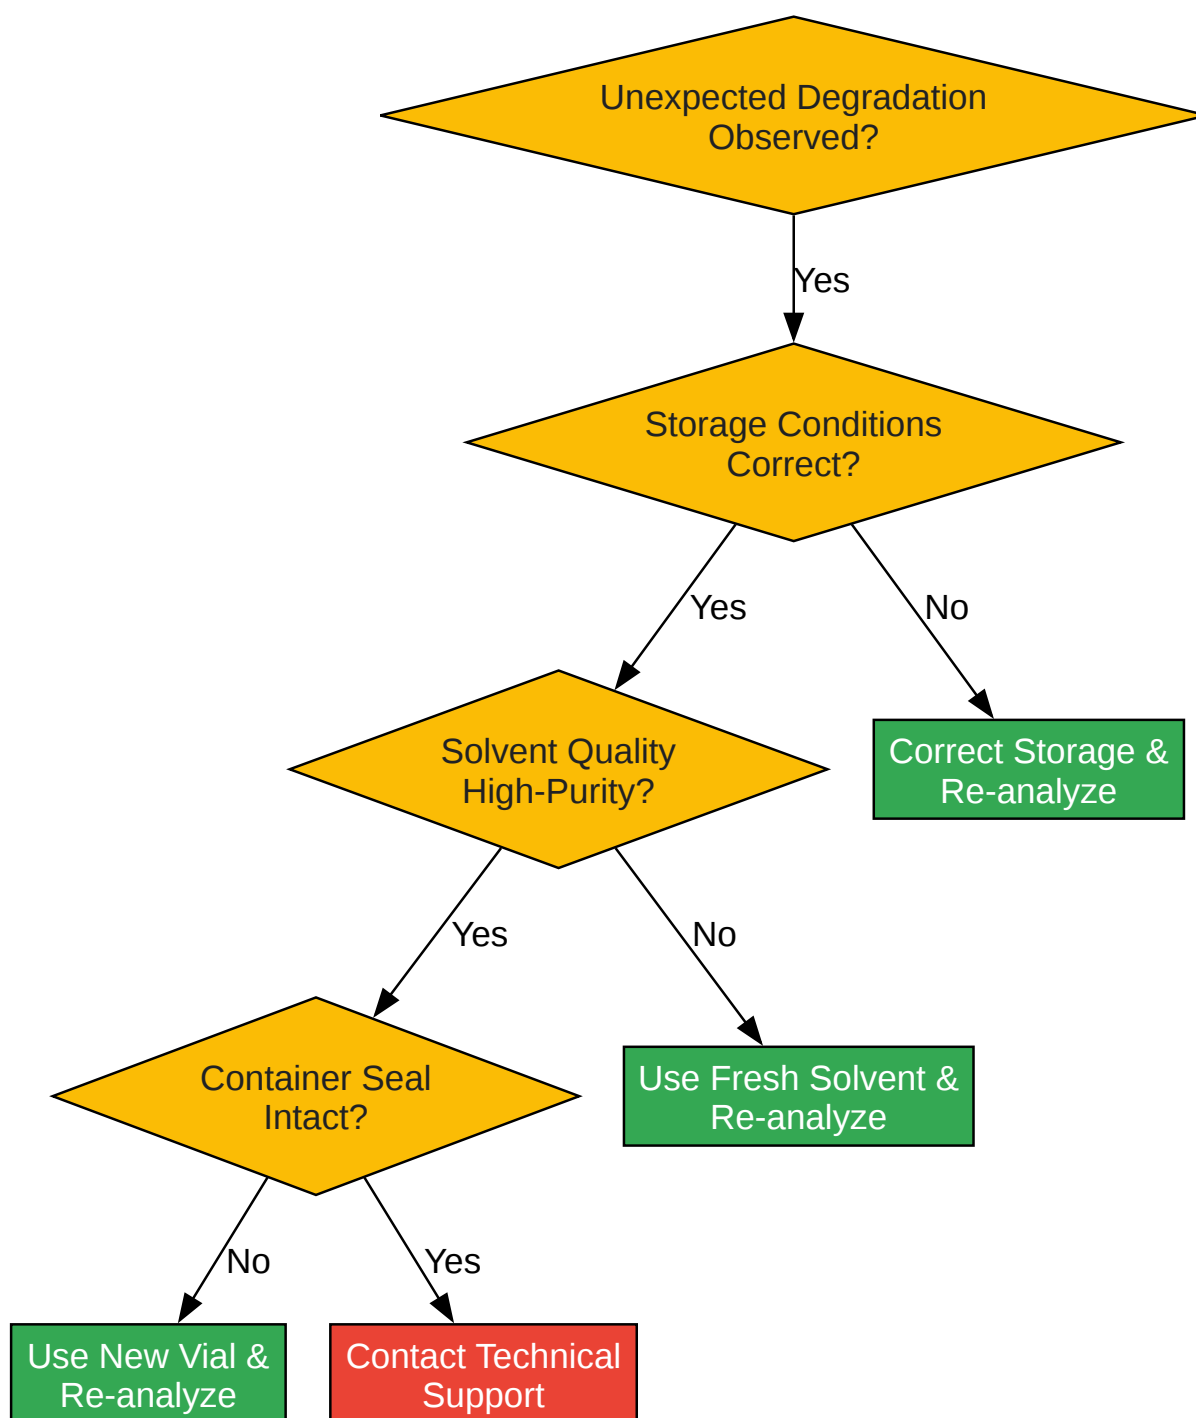 Unexpected Degradation
Observed?
Yes
Storage Conditions
Correct?
Yes
No
Solvent Quality
High-Purity?
Correct Storage &
Re-analyze
Yes
No
Container Seal
Intact?
Use Fresh Solvent &
Re-analyze
No
Yes
Use New Vial &
Re-analyze
Contact Technical
Support